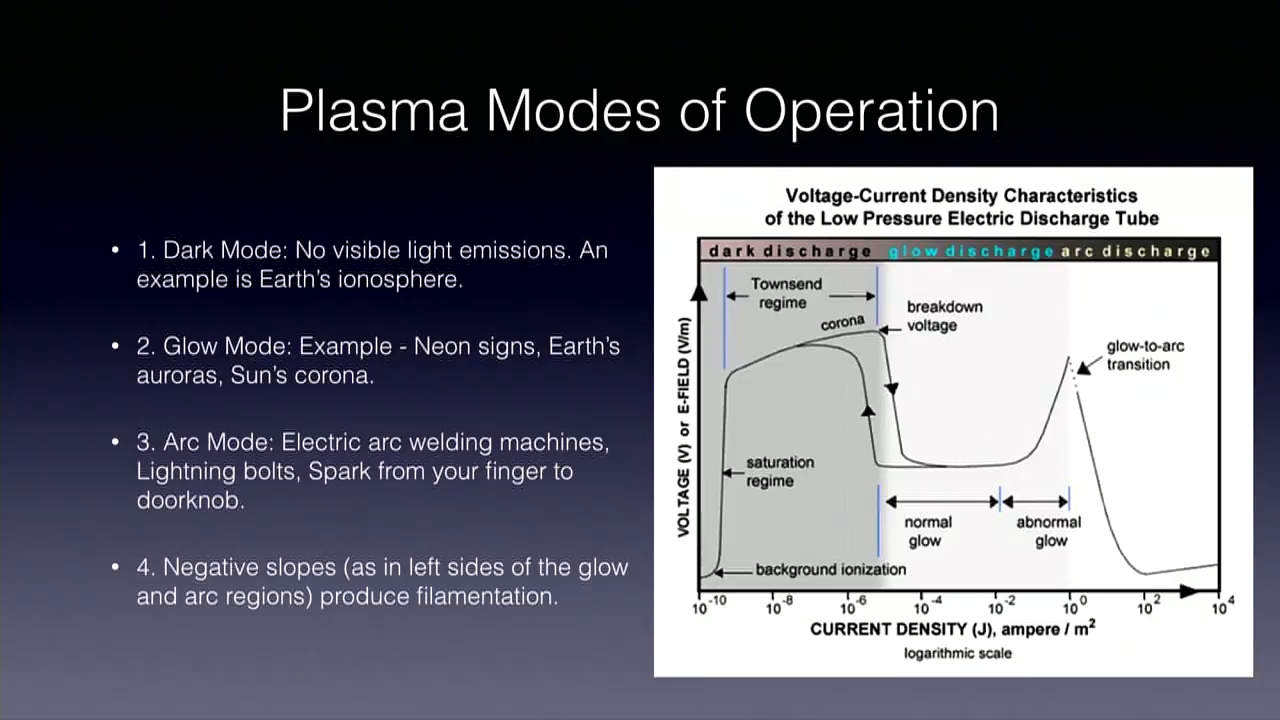 Plasma Modes of Operation
• 1. Dark Mode: No visible light emissions. An
example is Earth's ionosphere.
• 2. Glow Mode: Example - Neon signs, Earth's
auroras, Sun's corona.
• 3. Arc Mode: Electric arc welding machines,
Lightning bolts, Spark from your finger to
doorknob.
• 4. Negative slopes (as in left sides of the glow
and arc regions) produce filamentation.
Voltage-Current Density Characteristics
of the Low Pressure Electric Discharge Tube
dark discharge glow discharge arc discharge
Townsend
regime
corona
breakdown
voltage
glow-to-arc
transition
saturation
regime
normal
glow
abnormal
glow
background ionization
VOLTAGE (V) or E-FIELD (V/m)
10⁻¹⁰ 10⁻⁸ 10⁻⁶ 10⁻⁴ 10⁻² 10⁰ 10² 10⁴
CURRENT DENSITY (J), ampere / m²
logarithmic scale